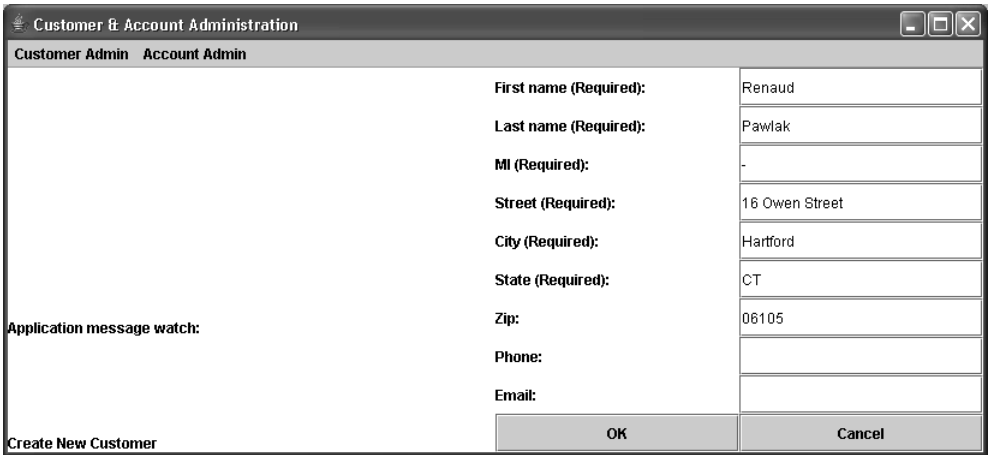 Customer & Account Administration
Customer Admin Account Admin
First name (Required): Renaud
Last name (Required): Pawlak
MI (Required): -
Street (Required): 16 Owen Street
City (Required): Hartford
State (Required): CT
Application message watch:
Zip: 06105
Phone:
Email:
Create New Customer
OK Cancel